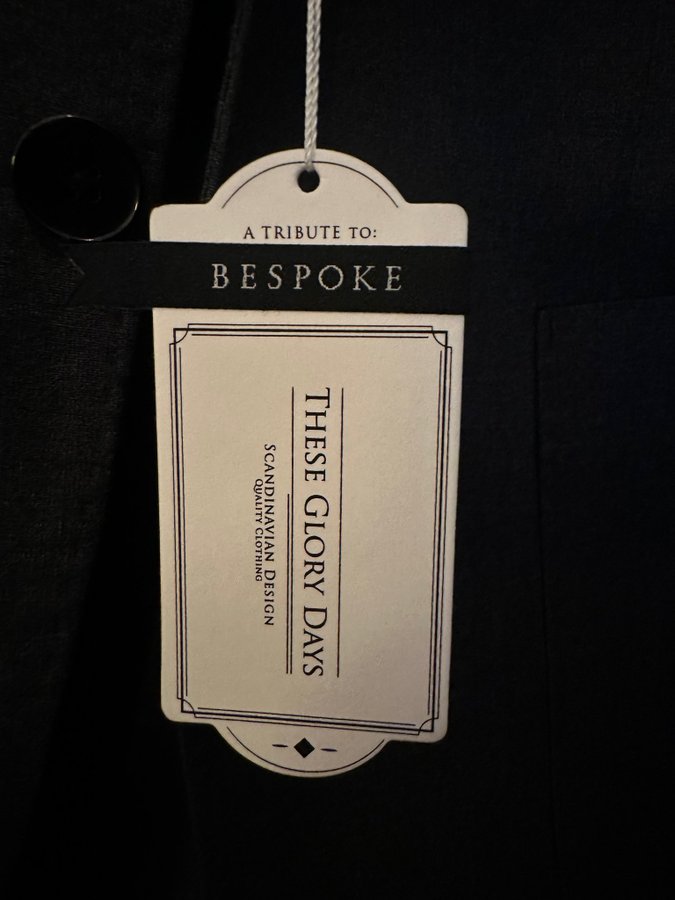 A TRIBUTE TO:
BESPOKE
THESE GLORY DAYS
SCANDINAVIAN DESIGN
QUALITY CLOTHING